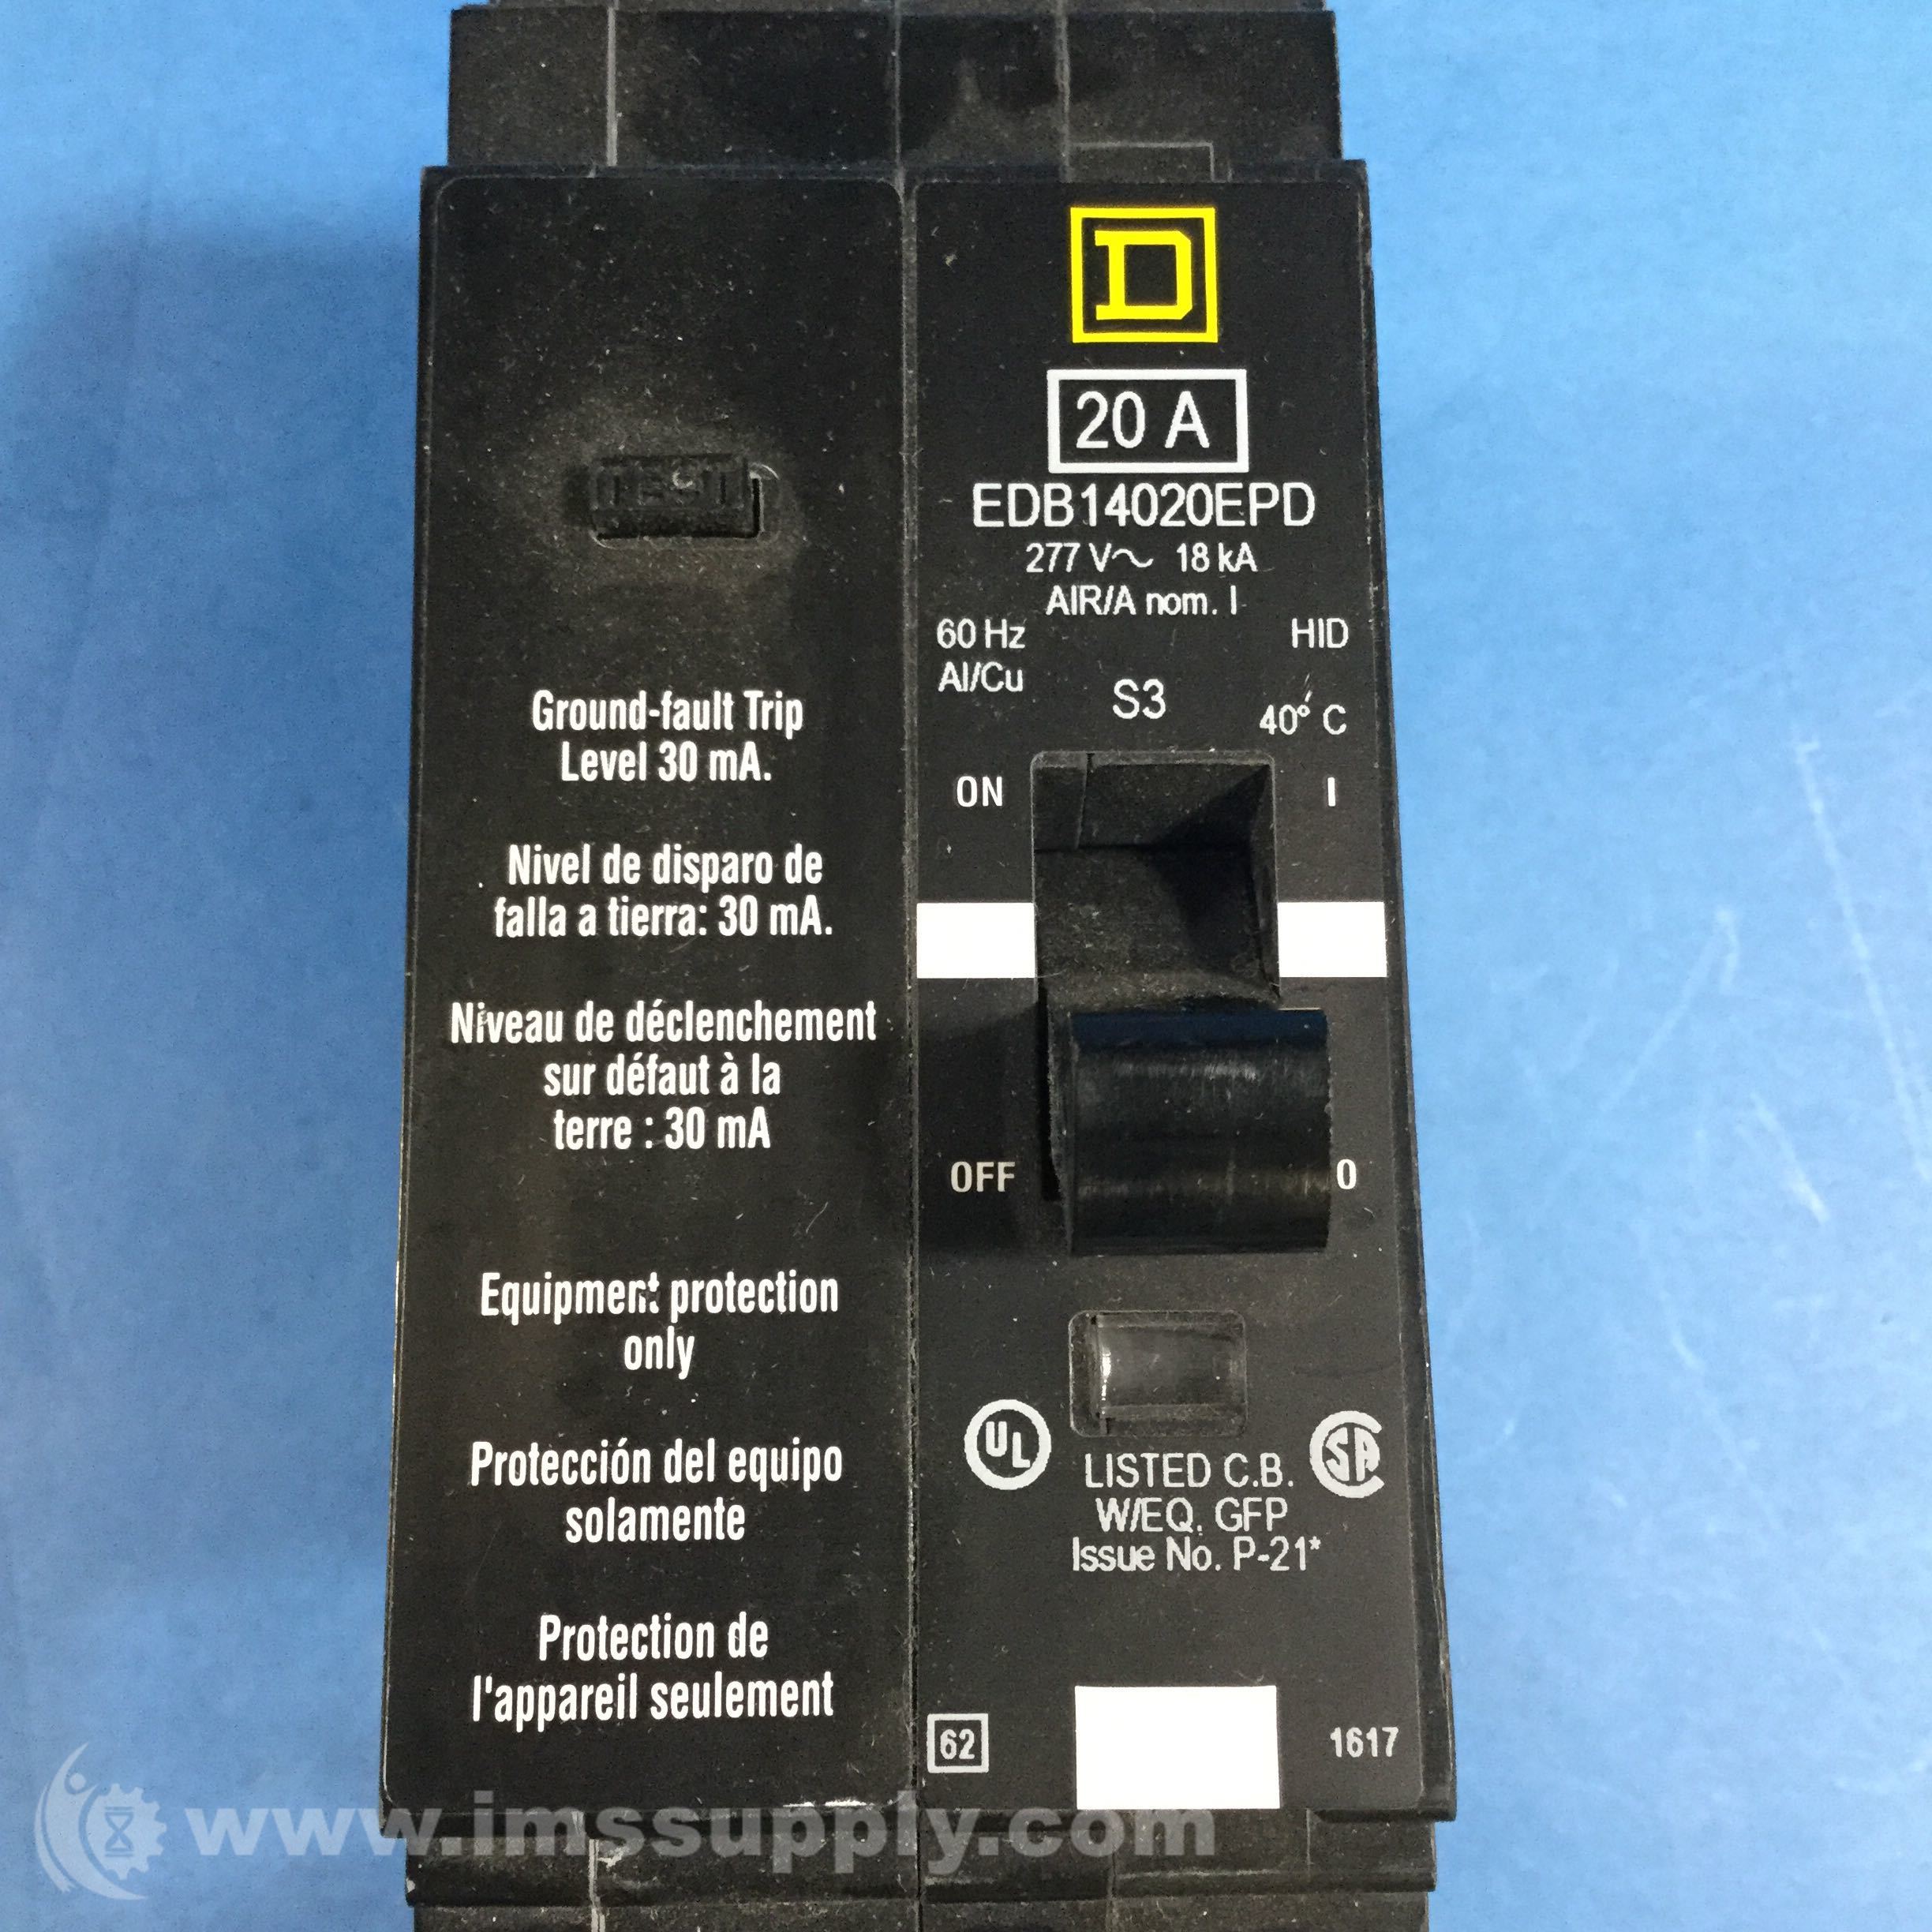 TEST
Ground-fault Trip
Level 30 mA.
Nivel de disparo de
falla a tierra: 30 mA.
Niveau de déclenchement
sur défaut à la
terre : 30 mA
Equipment protection
only
Protección del equipo
solamente
Protection de
l'appareil seulement
D
20 A
EDB14020EPD
277 V~ 18 kA
AIR/A nom. I
60 Hz HID
Al/Cu
S3
40° C
ON I
OFF O
UL
LISTED C.B.
SA
W/EQ. GFP
Issue No. P-21*
62
1617
www.imssupply.com